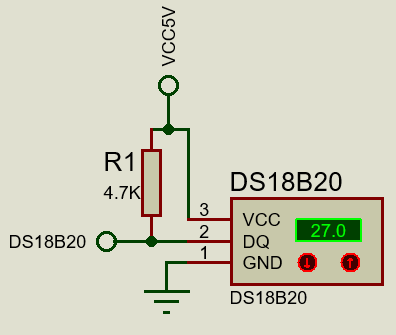 VCC5V
R1
4.7K
DS18B20
DS18B20
3
VCC
27.0
2
DQ
1
GND
DS18B20